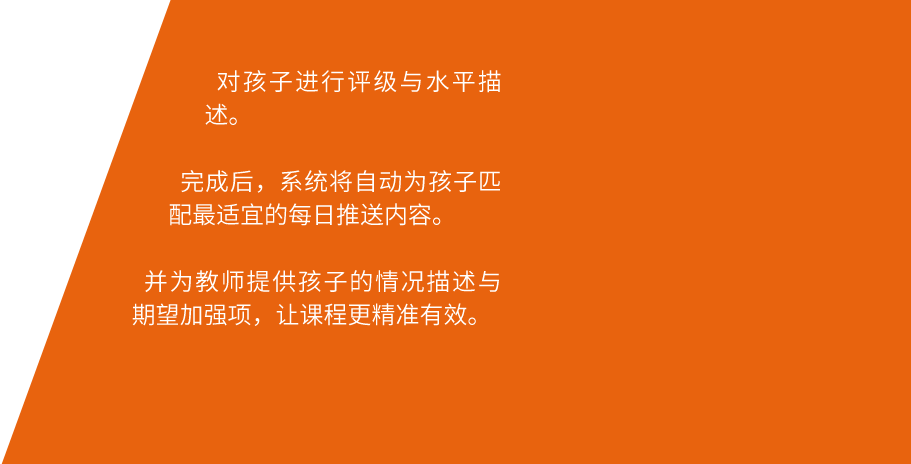 对孩子进行评级与水平描
述。
完成后，系统将自动为孩子匹
配最适宜的每日推送内容。
并为教师提供孩子的情况描述与
期望加强项，让课程更精准有效。